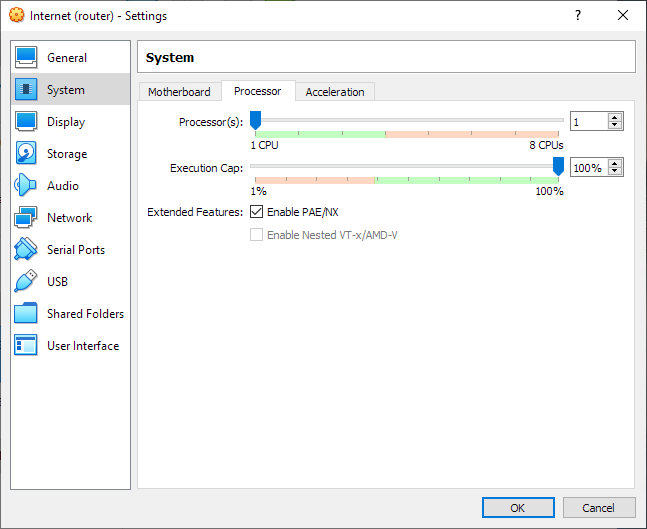 Internet (router) - Settings
General
System
Display
Storage
Audio
Network
Serial Ports
USB
Shared Folders
User Interface
System
Motherboard Processor Acceleration
Processor(s): 1
1 CPU 8 CPUs
Execution Cap: 100%
1% 100%
Extended Features: Enable PAE/NX
Enable Nested VT-x/AMD-V
OK Cancel